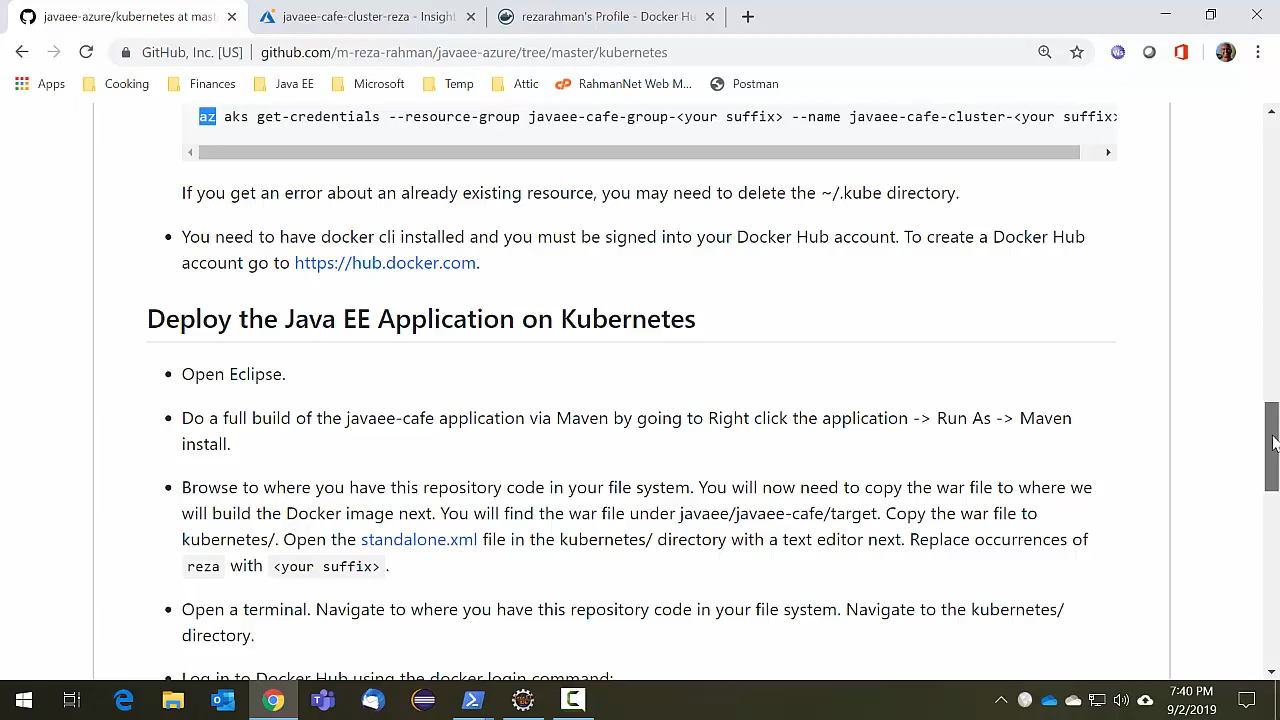 javaee-azure/kubernetes at mast
javaee-cafe-cluster-reza - Insight
rezarahman's Profile - Docker Hu
GitHub, Inc. [US]
github.com/m-reza-rahman/javaee-azure/tree/master/kubernetes
Apps
Cooking
Finances
Java EE
Microsoft
Temp
Attic
RahmanNet Web M...
Postman
az aks get-credentials --resource-group javaee-cafe-group-<your suffix> --name javaee-cafe-cluster-<your suffix>
If you get an error about an already existing resource, you may need to delete the ~/.kube directory.
You need to have docker cli installed and you must be signed into your Docker Hub account. To create a Docker Hub
account go to https://hub.docker.com.
Deploy the Java EE Application on Kubernetes
Open Eclipse.
Do a full build of the javaee-cafe application via Maven by going to Right click the application -> Run As -> Maven
install.
Browse to where you have this repository code in your file system. You will now need to copy the war file to where we
will build the Docker image next. You will find the war file under javaee/javaee-cafe/target. Copy the war file to
kubernetes/. Open the standalone.xml file in the kubernetes/ directory with a text editor next. Replace occurrences of
reza with <your suffix> .
Open a terminal. Navigate to where you have this repository code in your file system. Navigate to the kubernetes/
directory.
Log in to Docker Hub using the docker login command:
7:40 PM
9/2/2019